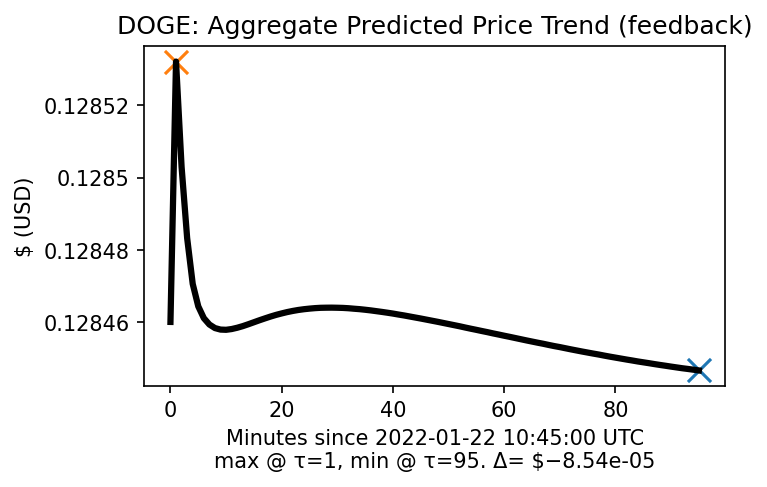 DOGE: Aggregate Predicted Price Trend (feedback)
$ (USD)
0.12852
0.1285
0.12848
0.12846
0 20 40 60 80
Minutes since 2022-01-22 10:45:00 UTC
max @ τ=1, min @ τ=95. Δ= $−8.54e-05